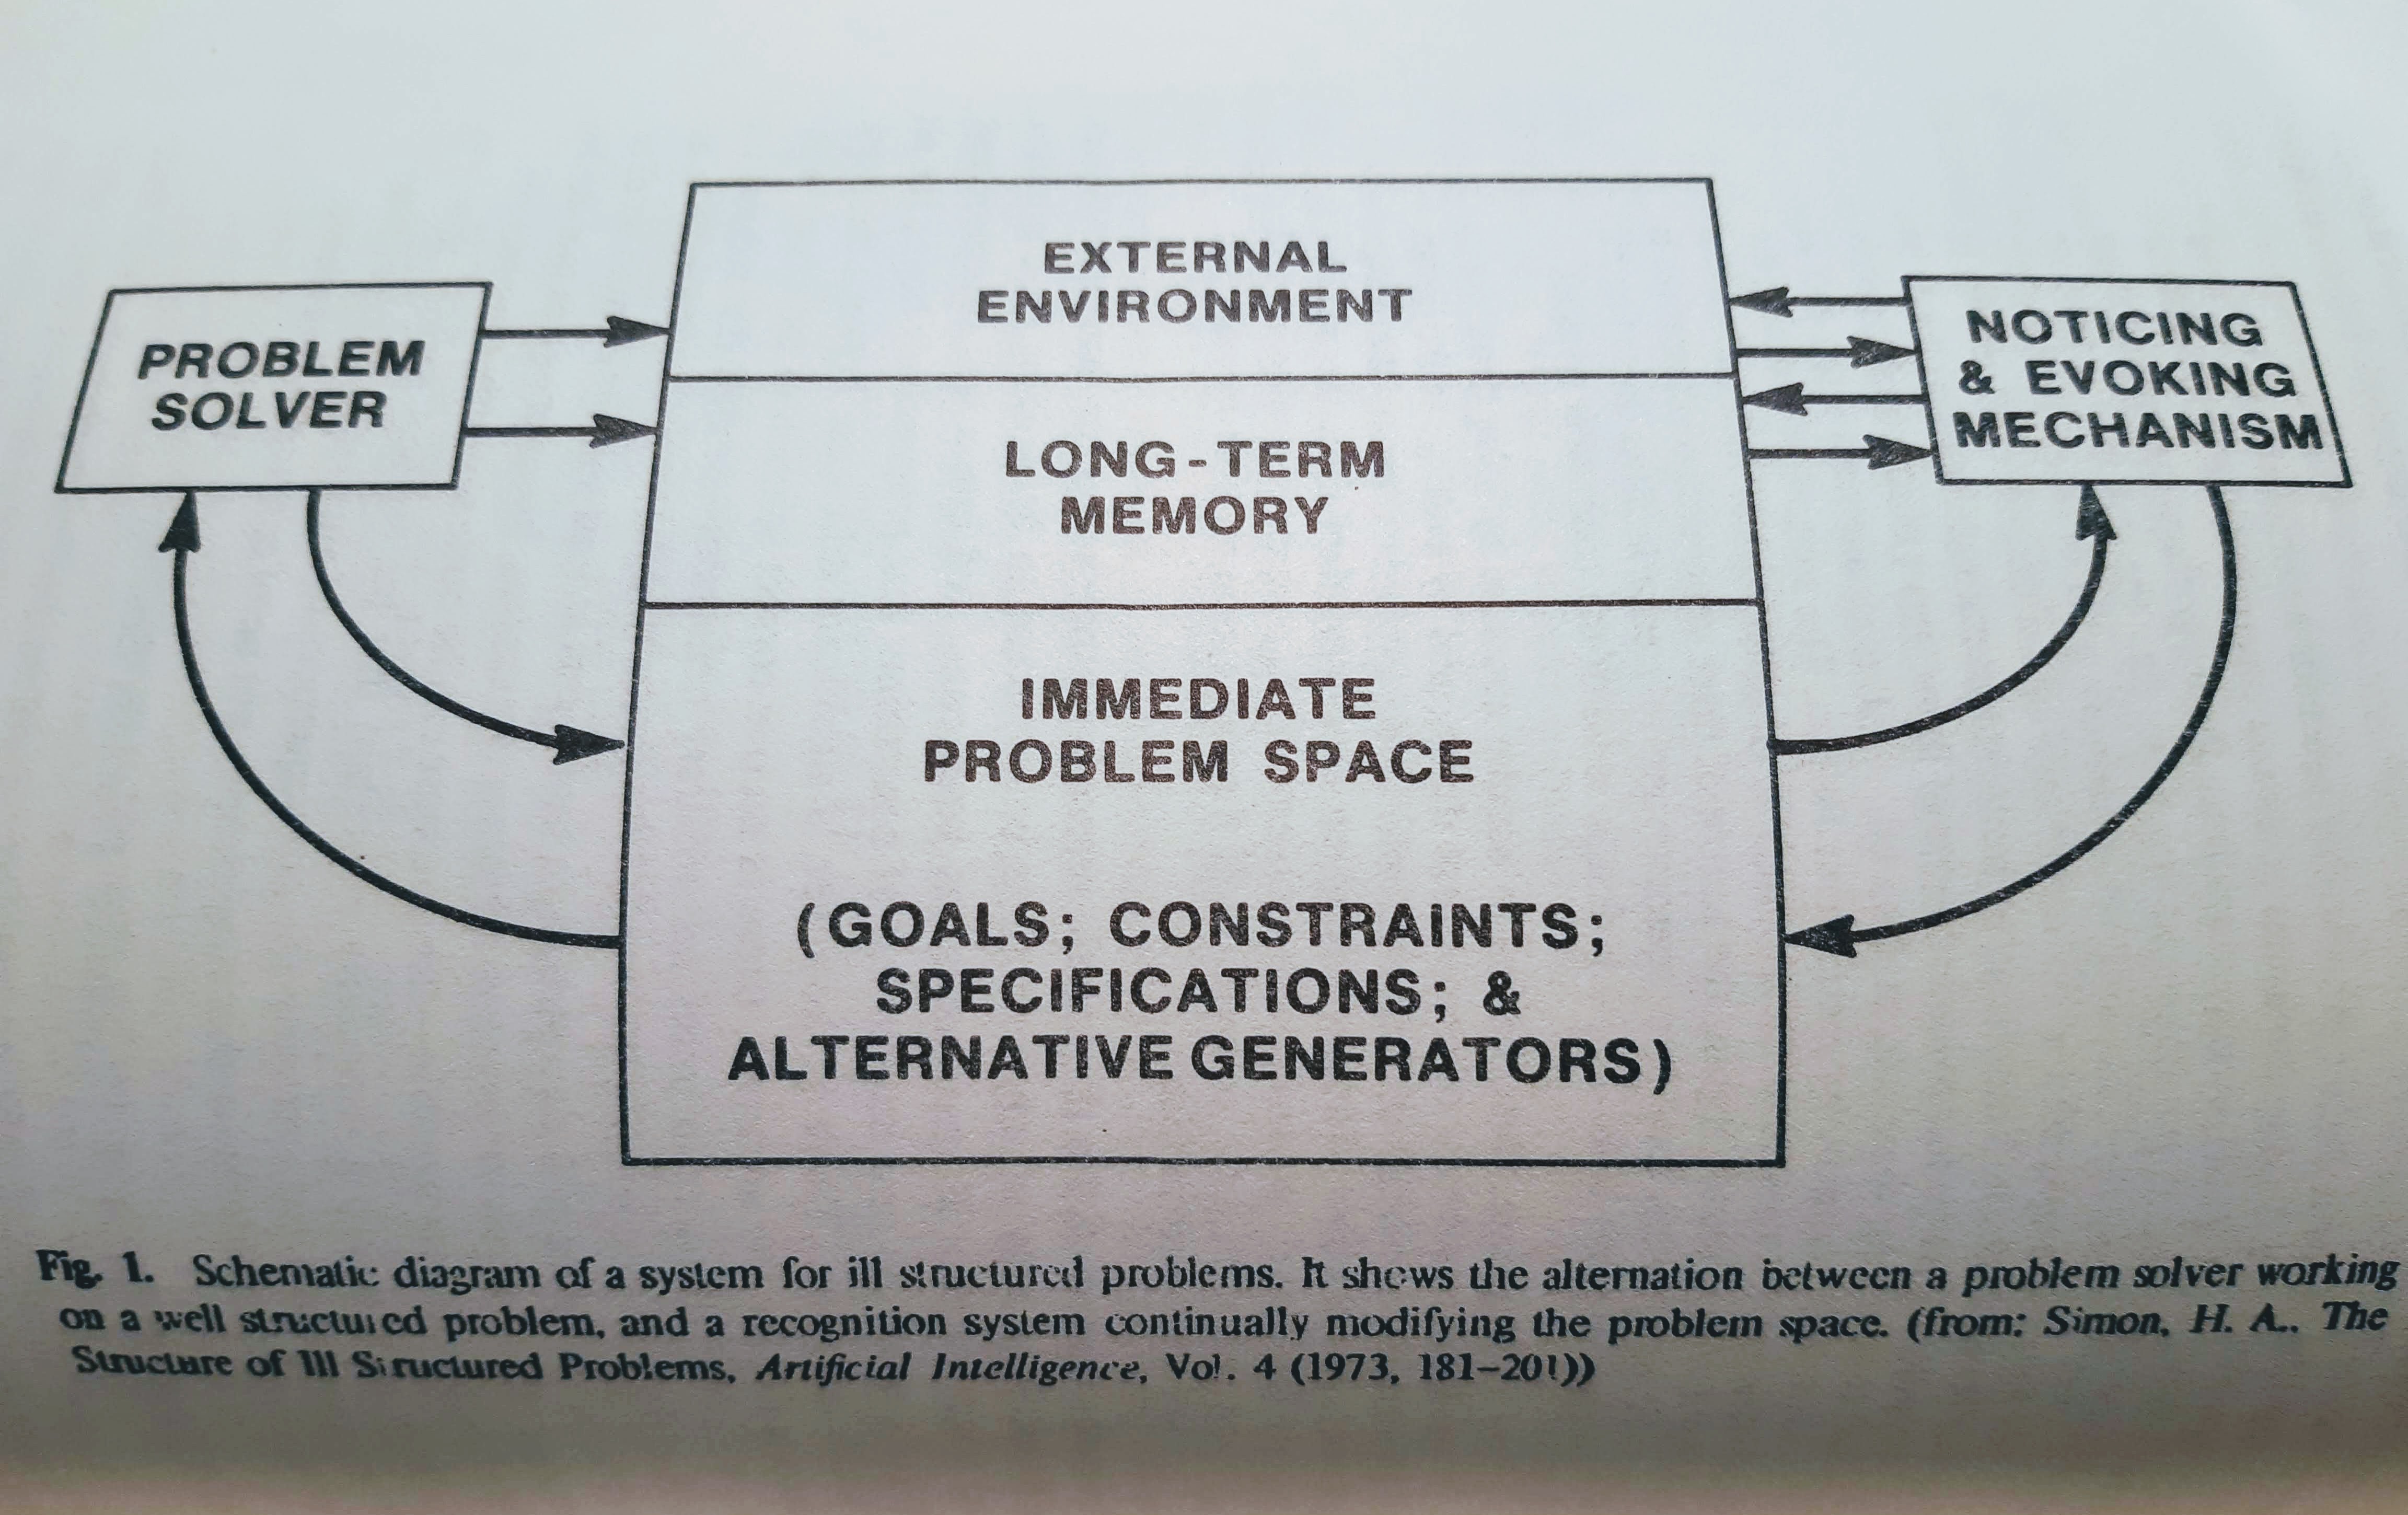 EXTERNAL
ENVIRONMENT
PROBLEM
SOLVER
NOTICING
& EVOKING
MECHANISM
LONG-TERM
MEMORY
IMMEDIATE
PROBLEM SPACE
(GOALS; CONSTRAINTS;
SPECIFICATIONS; &
ALTERNATIVE GENERATORS)
Fig. 1. Schematic diagram of a system for ill structured problems. It shows the alternation between a problem solver working
on a well structured problem, and a recognition system continually modifying the problem space. (from: Simon, H. A., The
Structure of Ill Structured Problems, Artificial Intelligence, Vol. 4 (1973, 181–201))